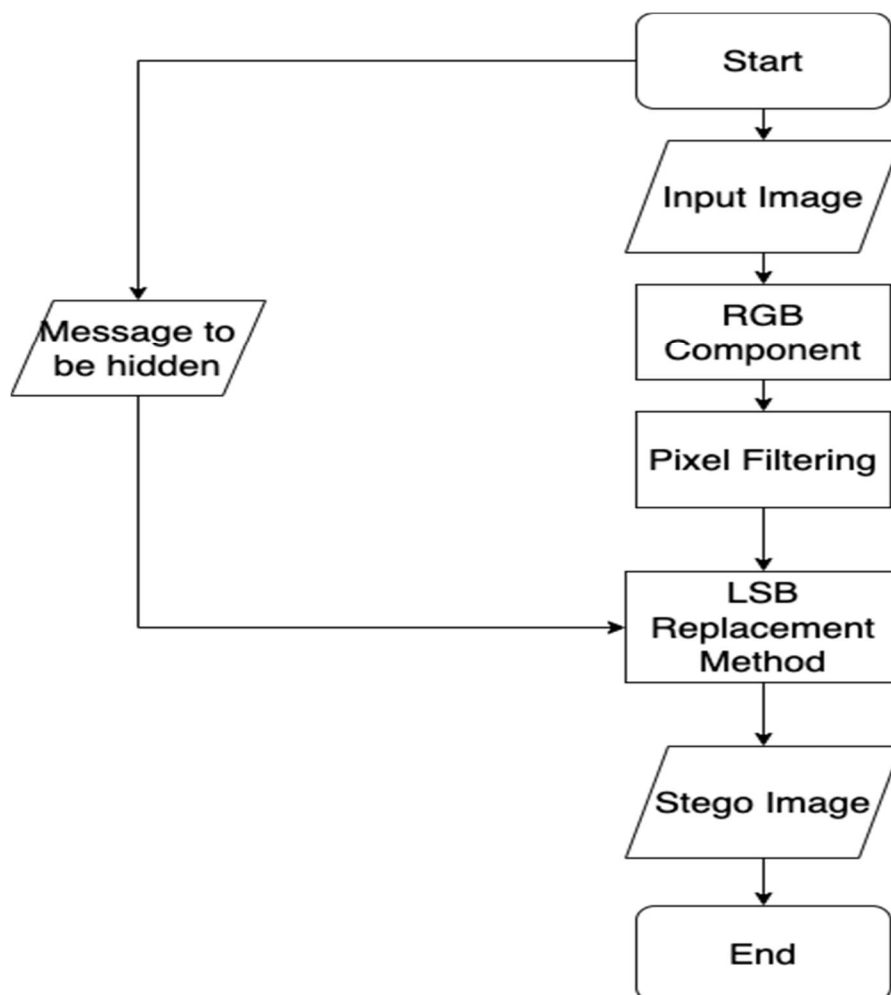 Start
Input Image
Message to
be hidden
RGB
Component
Pixel Filtering
LSB
Replacement
Method
Stego Image
End